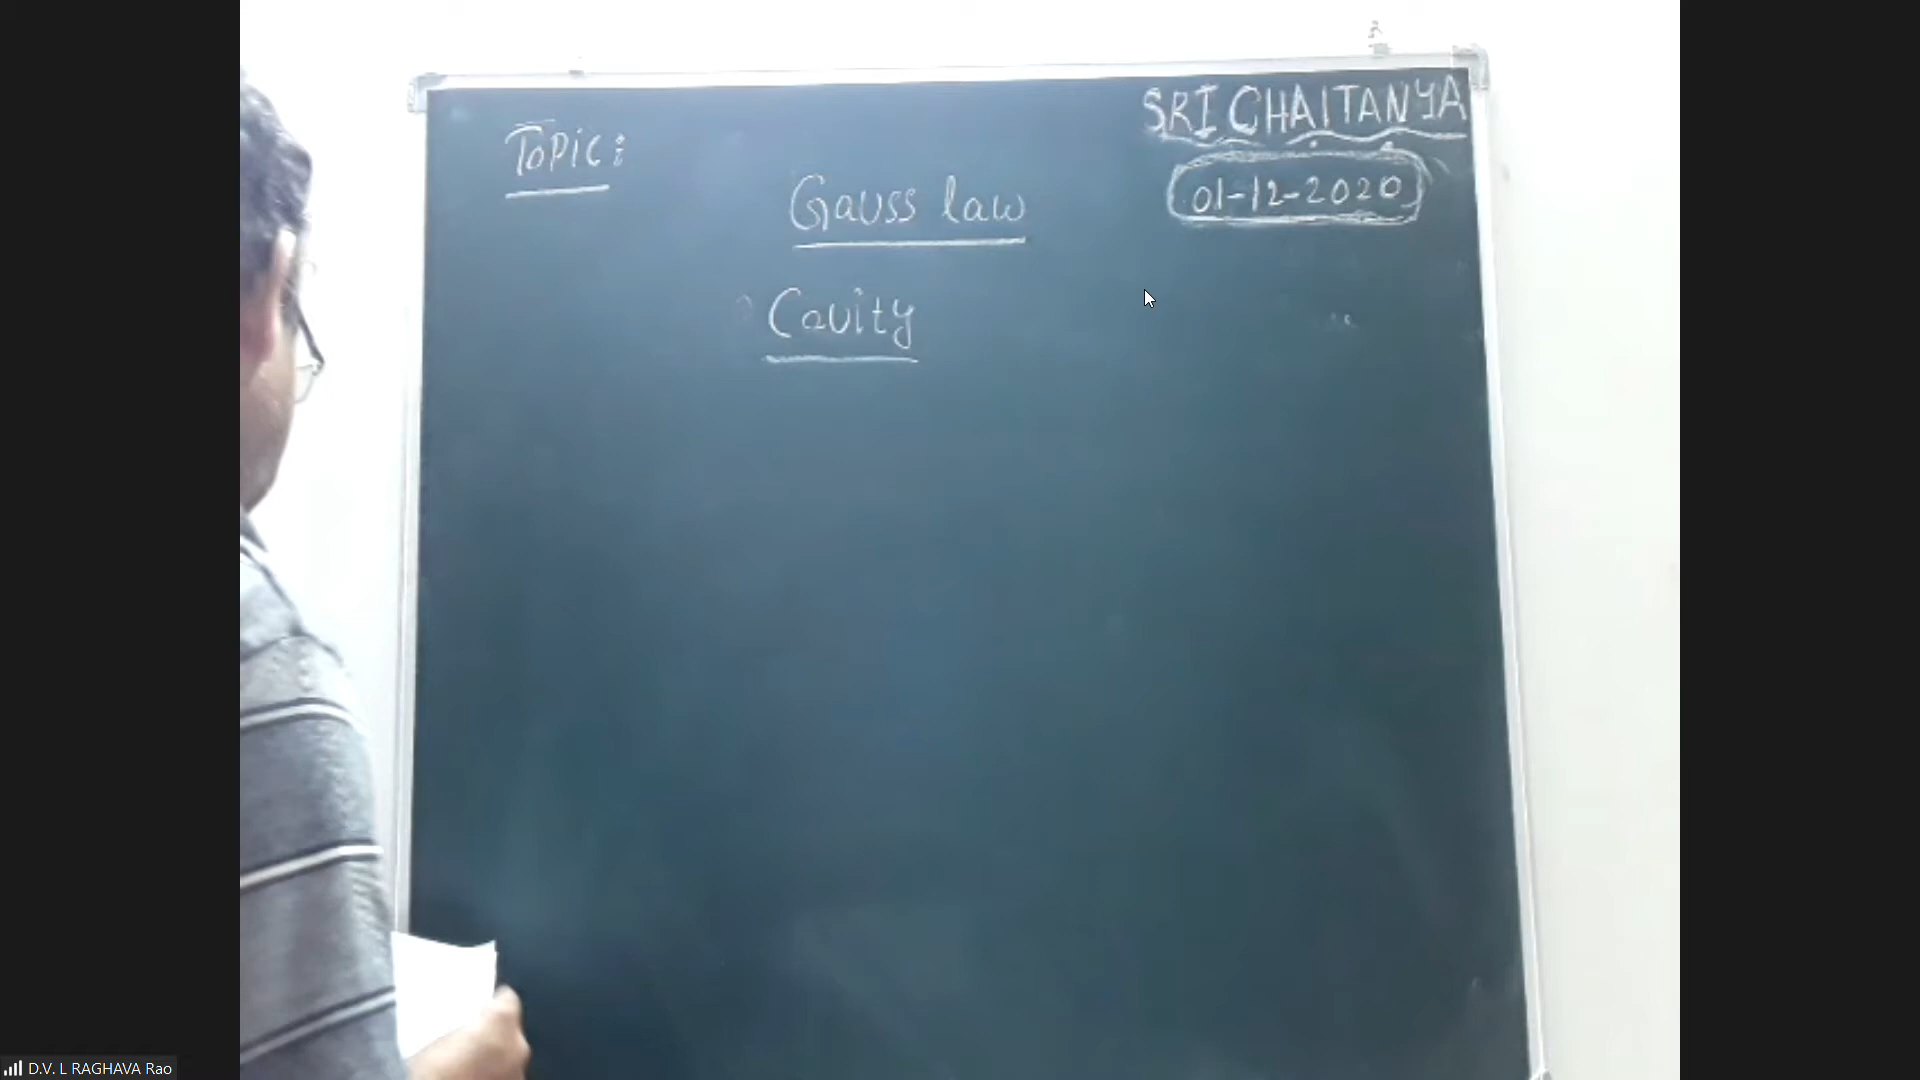 SRI CHAITANYA
Topic:
01-12-2020
Gauss law
Cavity
D.V. L RAGHAVA Rao